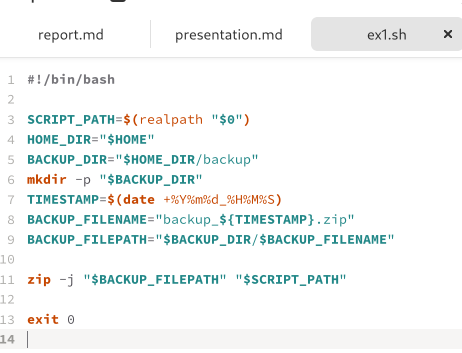 report.md presentation.md ex1.sh ×
1 #!/bin/bash
2
3 SCRIPT_PATH=$(realpath "$0")
4 HOME_DIR="$HOME"
5 BACKUP_DIR="$HOME_DIR/backup"
6 mkdir -p "$BACKUP_DIR"
7 TIMESTAMP=$(date +%Y%m%d_%H%M%S)
8 BACKUP_FILENAME="backup_${TIMESTAMP}.zip"
9 BACKUP_FILEPATH="$BACKUP_DIR/$BACKUP_FILENAME"
10
11 zip -j "$BACKUP_FILEPATH" "$SCRIPT_PATH"
12
13 exit 0
14